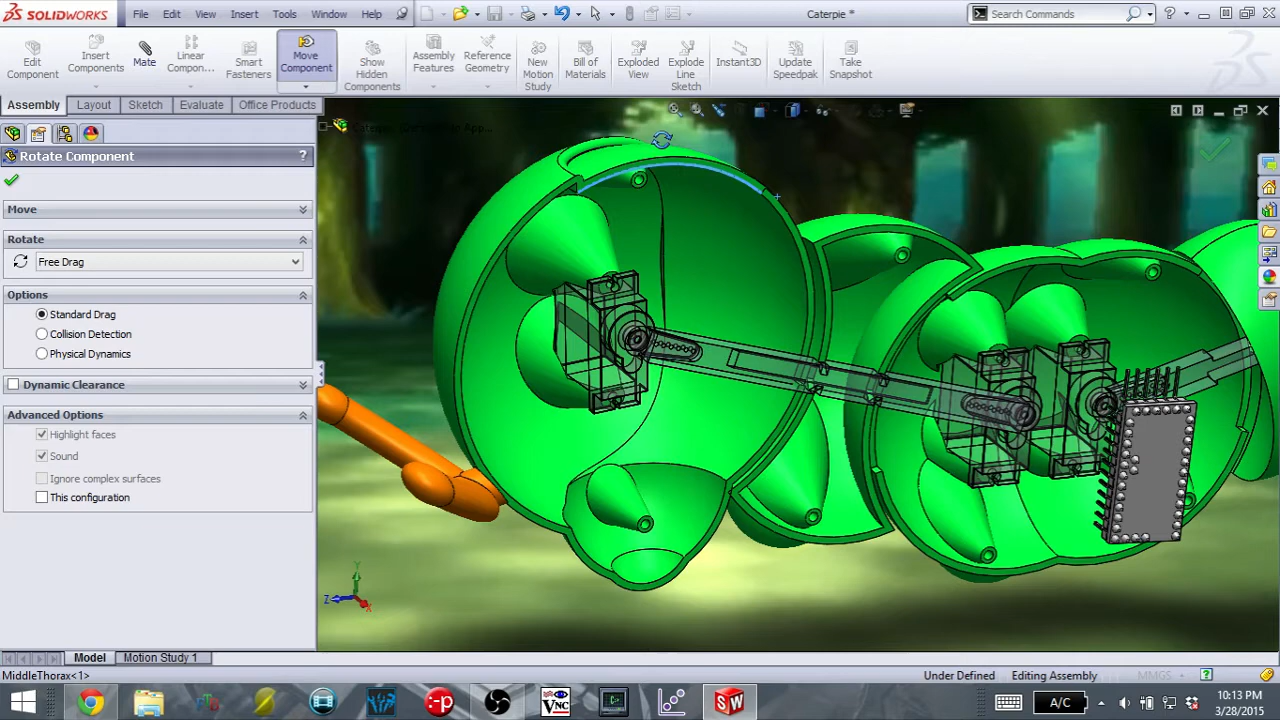 SOLIDWORKS File Edit View Insert Tools Window Help Caterpie * Search Commands
Edit Component
Insert Components
Mate
Linear Compon...
Smart Fasteners
Move Component
Show Hidden Components
Assembly Features
Reference Geometry
New Motion Study
Bill of Materials
Exploded View
Explode Line Sketch
Instant3D
Update Speedpak
Take Snapshot
Assembly Layout Sketch Evaluate Office Products
Rotate Component ?
Move
Rotate
Free Drag
Options
Standard Drag
Collision Detection
Physical Dynamics
Dynamic Clearance
Advanced Options
Highlight faces
Sound
Ignore complex surfaces
This configuration
Y
Z
X
Model Motion Study 1
MiddleThorax<1> Under Defined Editing Assembly MMGS
A/C
10:13 PM
3/28/2015